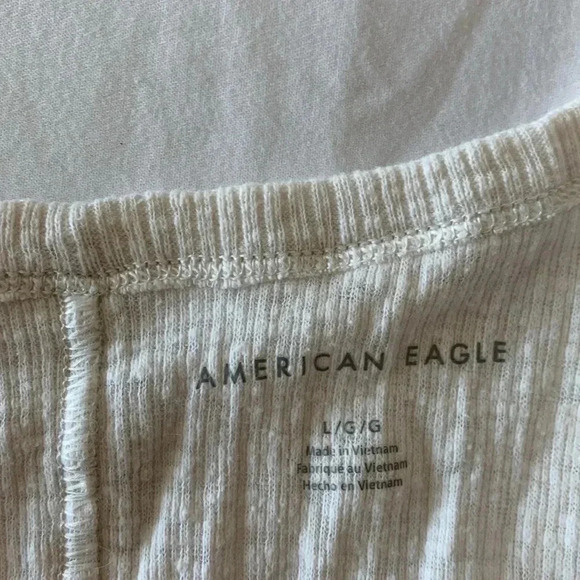 AMERICAN EAGLE
L/G/G
Made in Vietnam
Fabriqué au Vietnam
Hecho en Vietnam